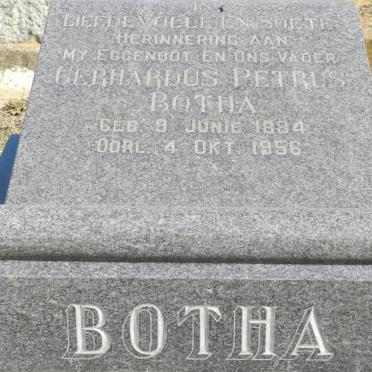 IN
LIEFDEVOLLE EN SOETE
HERINNERING AAN
MY EGGENOOT EN ONS VADER
GERHARDUS PETRUS
BOTHA
GEB. 9 JUNIE 1884
OORL. 4 OKT. 1956
BOTHA